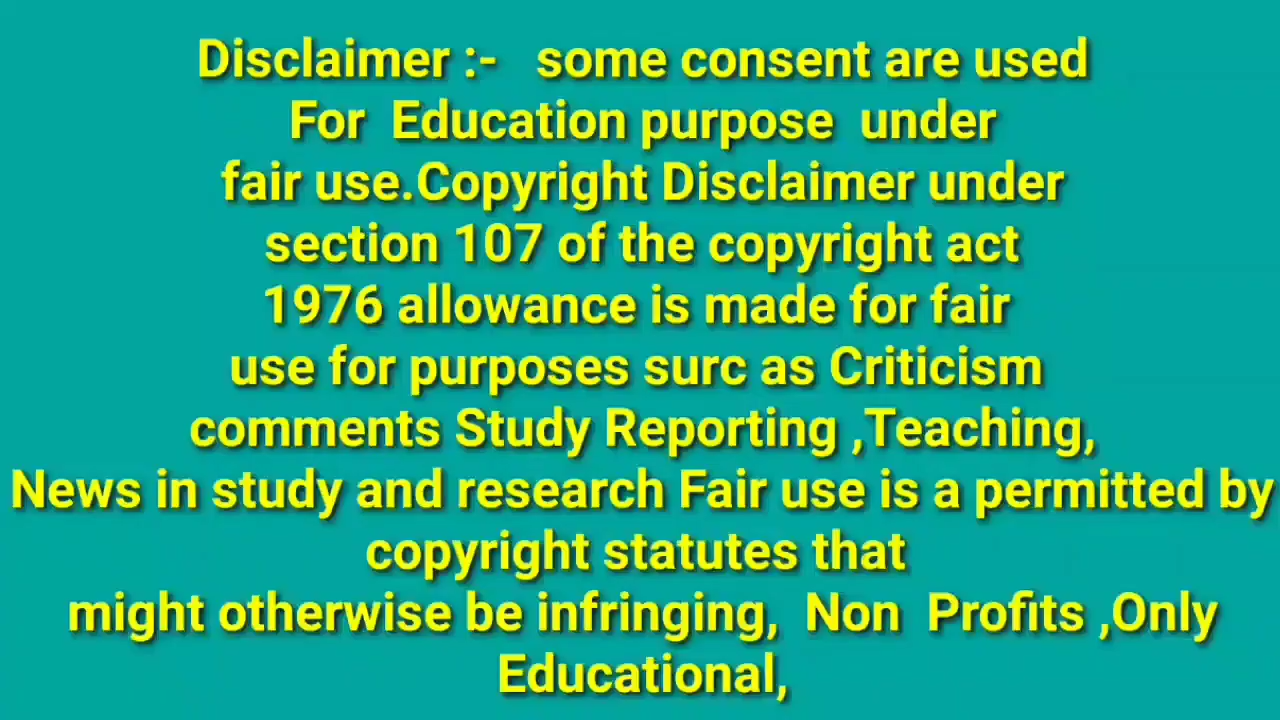 Disclaimer :- some consent are used
For Education purpose under
fair use.Copyright Disclaimer under
section 107 of the copyright act
1976 allowance is made for fair
use for purposes surc as Criticism
comments Study Reporting ,Teaching,
News in study and research Fair use is a permitted by
copyright statutes that
might otherwise be infringing, Non Profits ,Only
Educational,